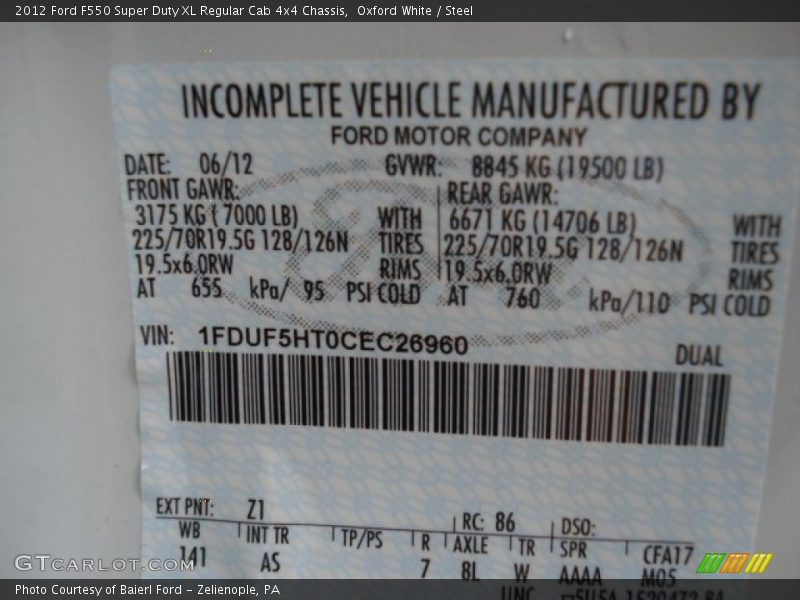 2012 Ford F550 Super Duty XL Regular Cab 4x4 Chassis, Oxford White / Steel
INCOMPLETE VEHICLE MANUFACTURED BY
FORD MOTOR COMPANY
DATE: 06/12 GVWR: 8845 KG (19500 LB)
FRONT GAWR: REAR GAWR:
3175 KG ( 7000 LB) WITH 6671 KG (14706 LB) WITH
225/70R19.5G 128/126N TIRES 225/70R19.5G 128/126N TIRES
19.5x6.0RW RIMS 19.5x6.0RW RIMS
AT 655 kPa/ 95 PSI COLD AT 760 kPa/110 PSI COLD
VIN: 1FDUF5HT0CEC26960
DUAL
EXT PNT: Z1 RC: 86 DSO:
WB INT TR TP/PS R AXLE TR SPR CFA17
141 AS 7 8L W AAAA M05
GTCARLOT.COM
Photo Courtesy of Baierl Ford - Zelienople, PA